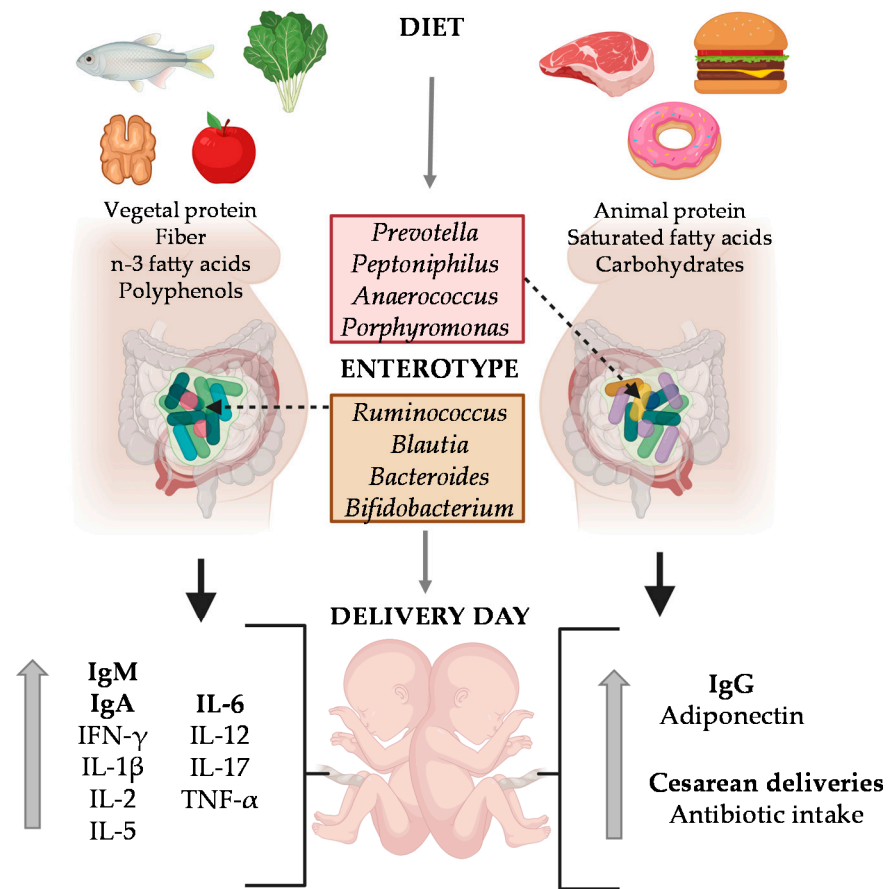 DIET
Vegetal protein
Fiber
n-3 fatty acids
Polyphenols
Prevotella
Peptoniphilus
Anaerococcus
Porphyromonas
Animal protein
Saturated fatty acids
Carbohydrates
ENTEROTYPE
Ruminococcus
Blautia
Bacteroides
Bifidobacterium
DELIVERY DAY
IgM
IgA
IFN-γ
IL-1β
IL-2
IL-5
IL-6
IL-12
IL-17
TNF-α
IgG
Adiponectin
Cesarean deliveries
Antibiotic intake